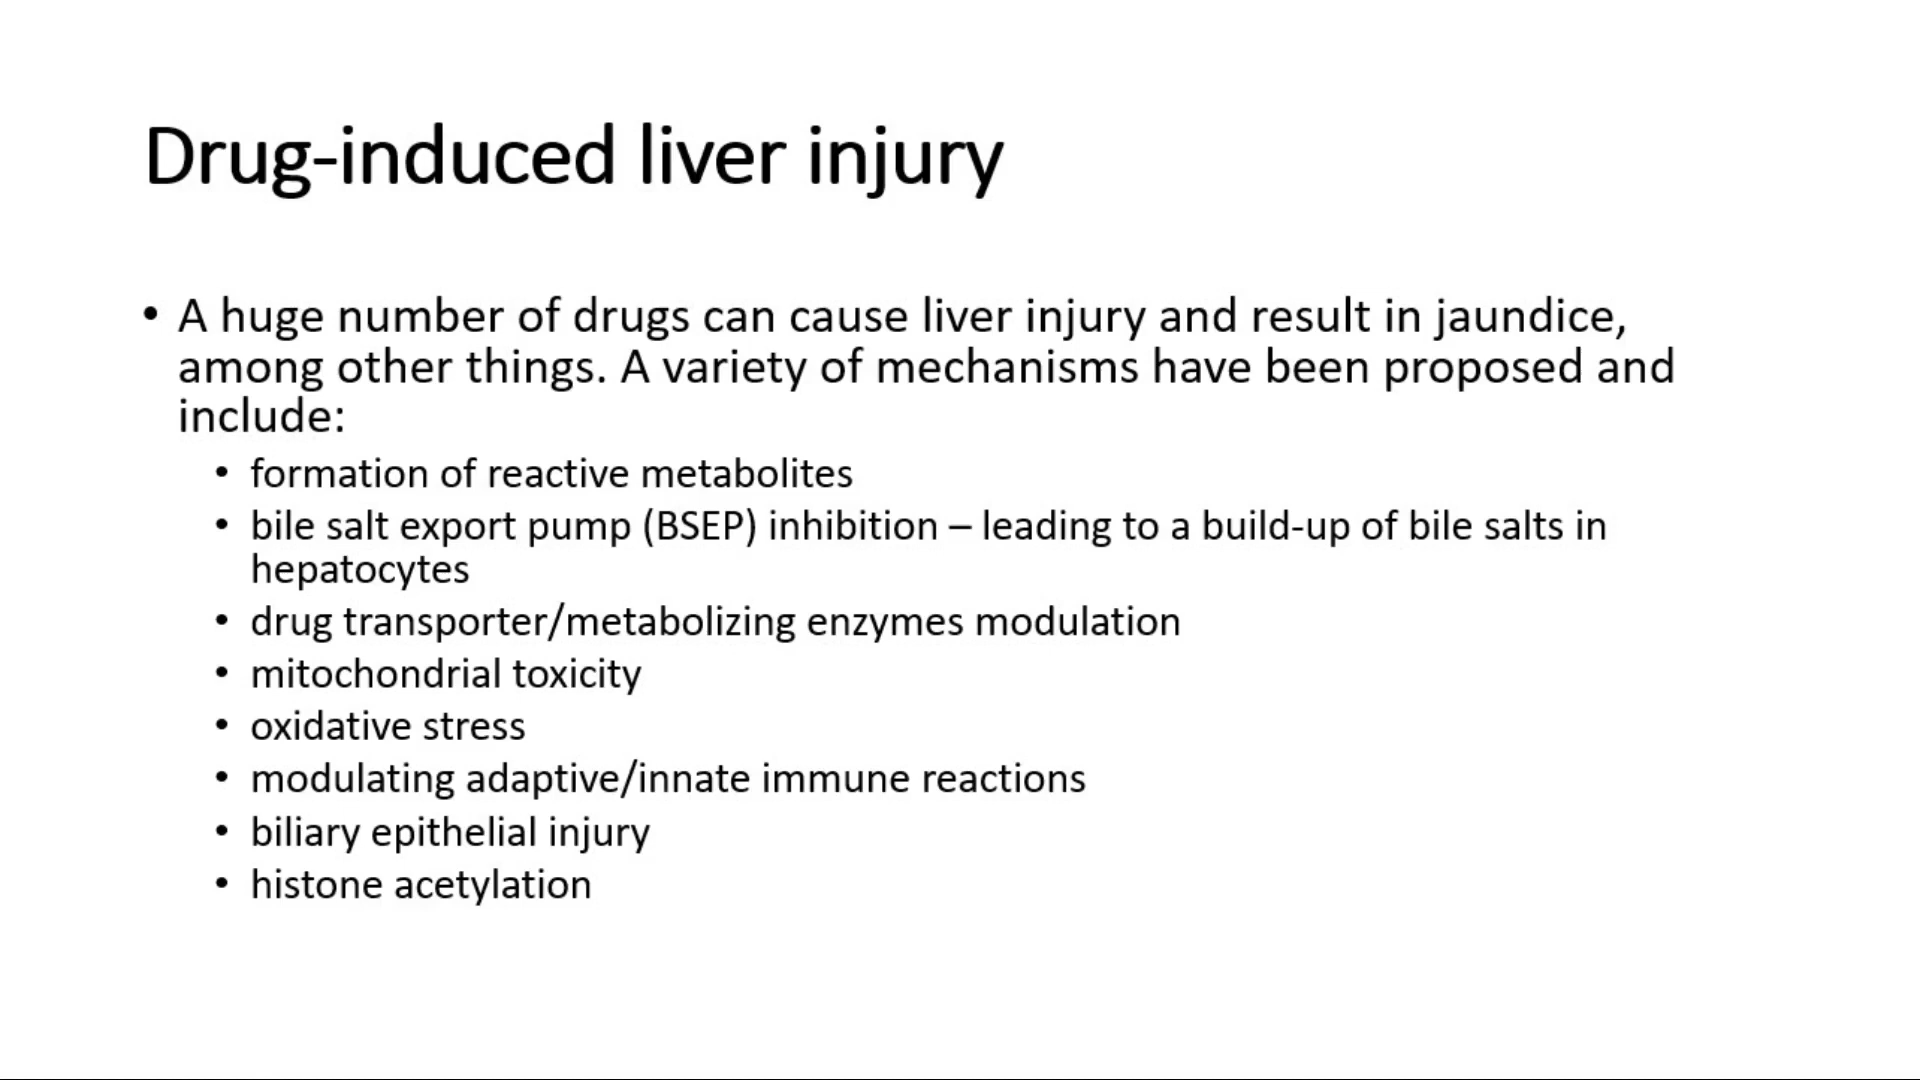 Drug-induced liver injury
• A huge number of drugs can cause liver injury and result in jaundice,
among other things. A variety of mechanisms have been proposed and
include:
• formation of reactive metabolites
• bile salt export pump (BSEP) inhibition – leading to a build-up of bile salts in
hepatocytes
• drug transporter/metabolizing enzymes modulation
• mitochondrial toxicity
• oxidative stress
• modulating adaptive/innate immune reactions
• biliary epithelial injury
• histone acetylation